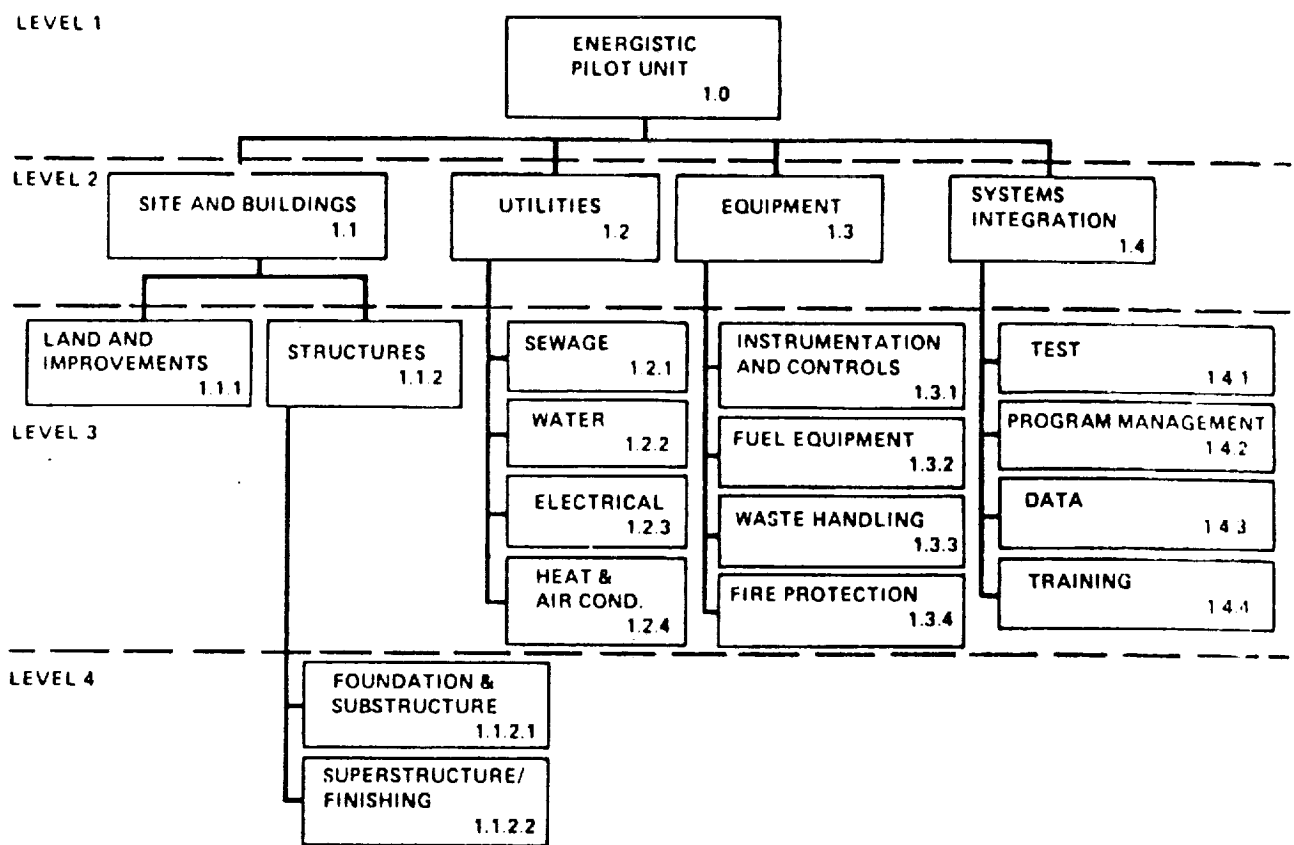 LEVEL 1
ENERGISTIC
PILOT UNIT
1.0
LEVEL 2
SITE AND BUILDINGS
1.1
UTILITIES
1.2
EQUIPMENT
1.3
SYSTEMS
INTEGRATION
1.4
LAND AND
IMPROVEMENTS
1.1.1
STRUCTURES
1.1.2
SEWAGE
1.2.1
INSTRUMENTATION
AND CONTROLS
1.3.1
TEST
1.4.1
LEVEL 3
WATER
1.2.2
FUEL EQUIPMENT
1.3.2
PROGRAM MANAGEMENT
1.4.2
ELECTRICAL
1.2.3
WASTE HANDLING
1.3.3
DATA
1.4.3
HEAT &
AIR COND.
1.2.4
FIRE PROTECTION
1.3.4
TRAINING
1.4.4
LEVEL 4
FOUNDATION &
SUBSTRUCTURE
1.1.2.1
SUPERSTRUCTURE/
FINISHING
1.1.2.2